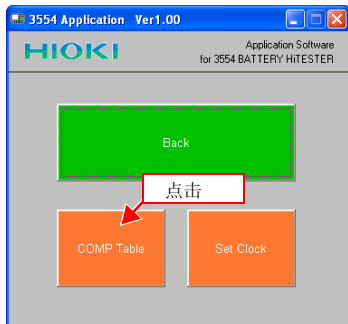 3554 Application Ver1.00
HIOKI
Application Software
for 3554 BATTERY HiTESTER
Back
点击
COMP Table
Set Clock